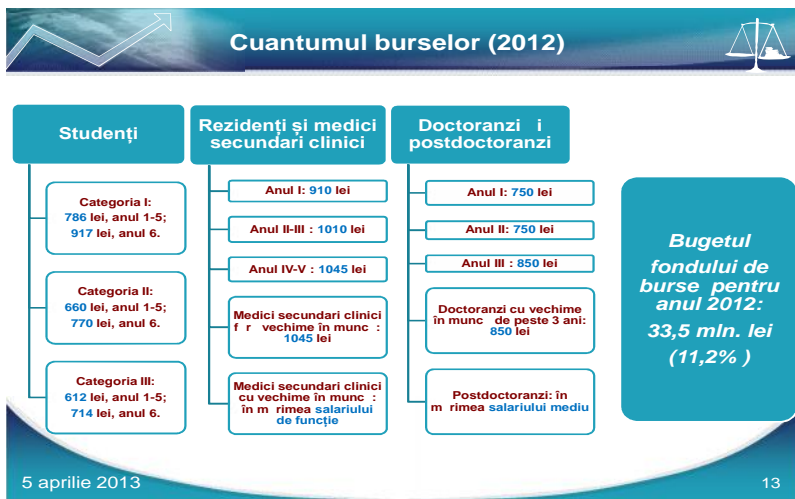 Cuantumul burselor (2012)
Studenți
Categoria I:
786 lei, anul 1-5;
917 lei, anul 6.
Categoria II:
660 lei, anul 1-5;
770 lei, anul 6.
Categoria III:
612 lei, anul 1-5;
714 lei, anul 6.
Rezidenți și medici
secundari clinici
Anul I: 910 lei
Anul II-III : 1010 lei
Anul IV-V : 1045 lei
Medici secundari clinici
f r vechime în munc :
1045 lei
Medici secundari clinici
cu vechime în munc :
în m rimea salariului
de funcție
Doctoranzi i
postdoctoranzi
Anul I: 750 lei
Anul II: 750 lei
Anul III : 850 lei
Doctoranzi cu vechime
în munc de peste 3 ani:
850 lei
Postdoctoranzi: în
m rimea salariului mediu
Bugetul
fondului de
burse pentru
anul 2012:
33,5 mln. lei
(11,2% )
5 aprilie 2013
13